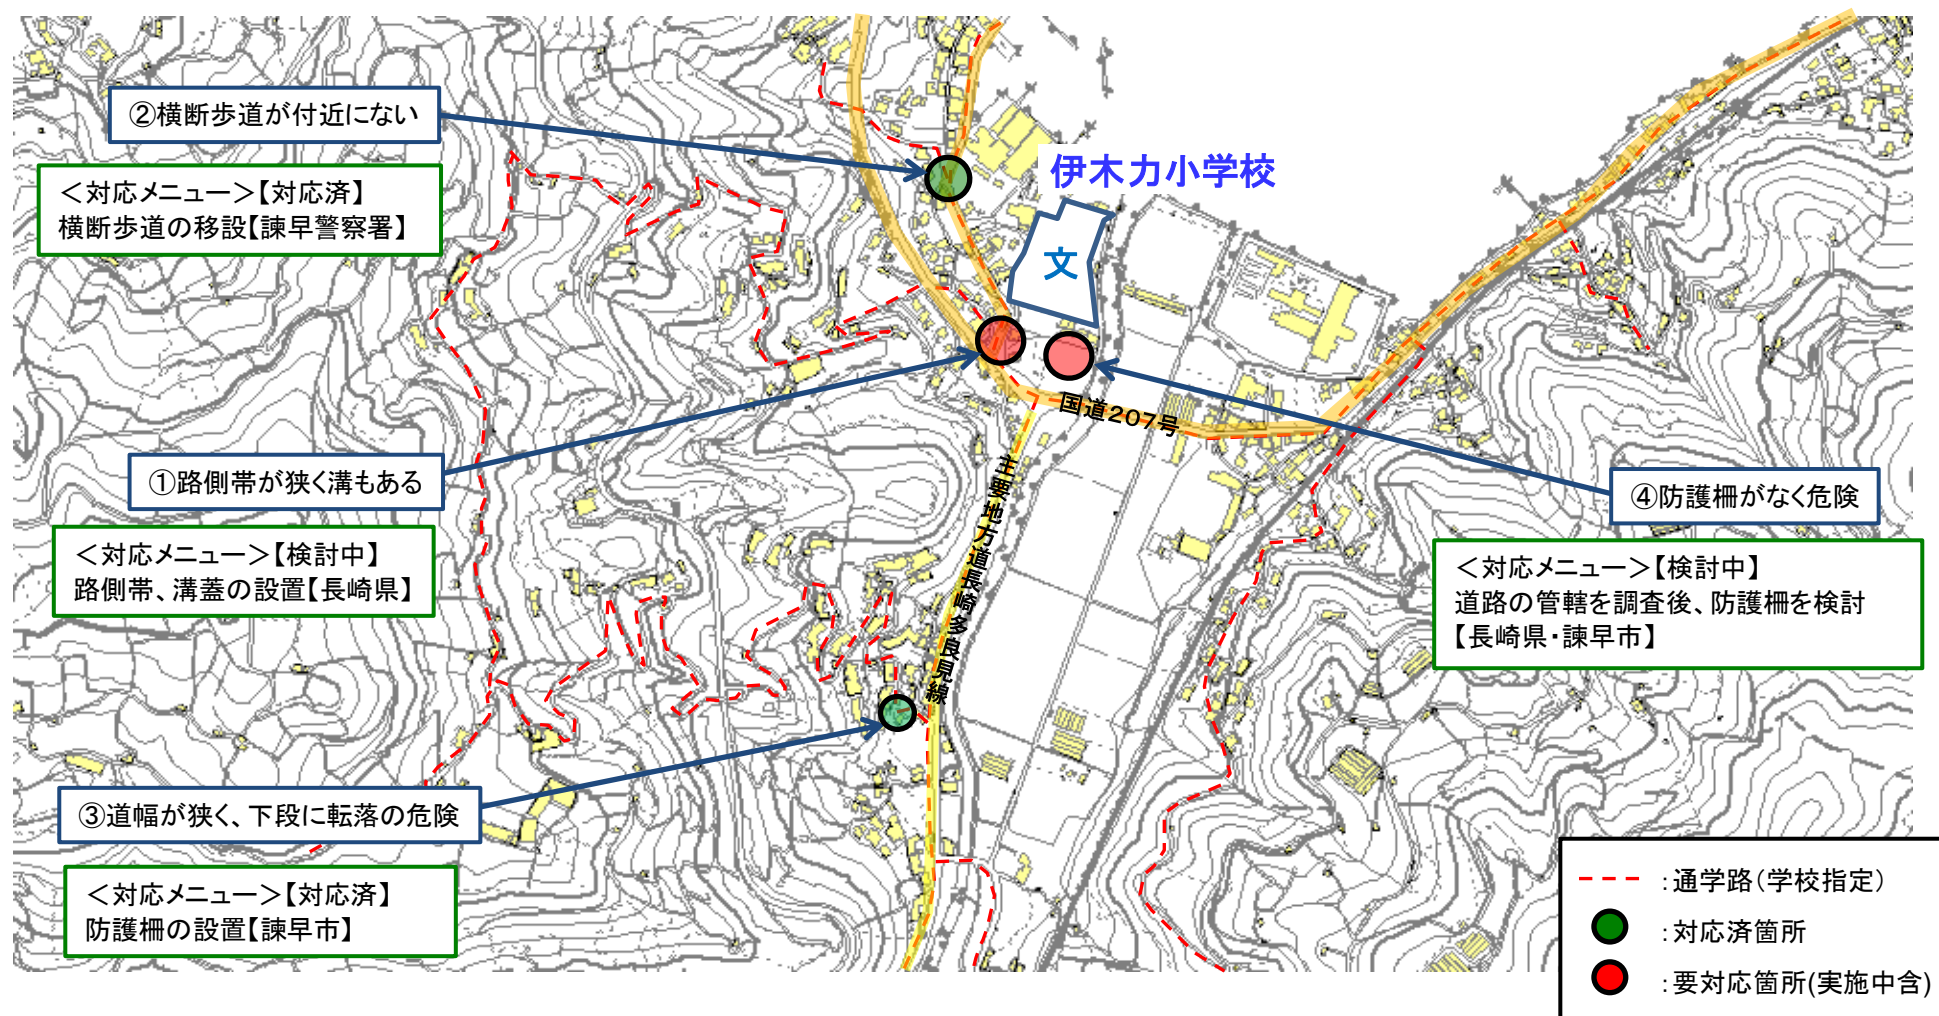 ②横断歩道が付近にない
＜対応メニュー＞【対応済】
横断歩道の移設【諫早警察署】
伊木力小学校
文
国道207号
主要地方道長崎多良見線
①路側帯が狭く溝もある
＜対応メニュー＞【検討中】
路側帯、溝蓋の設置【長崎県】
④防護柵がなく危険
＜対応メニュー＞【検討中】
道路の管轄を調査後、防護柵を検討
【長崎県・諫早市】
③道幅が狭く、下段に転落の危険
＜対応メニュー＞【対応済】
防護柵の設置【諫早市】
：通学路（学校指定）
：対応済箇所
：要対応箇所(実施中含)